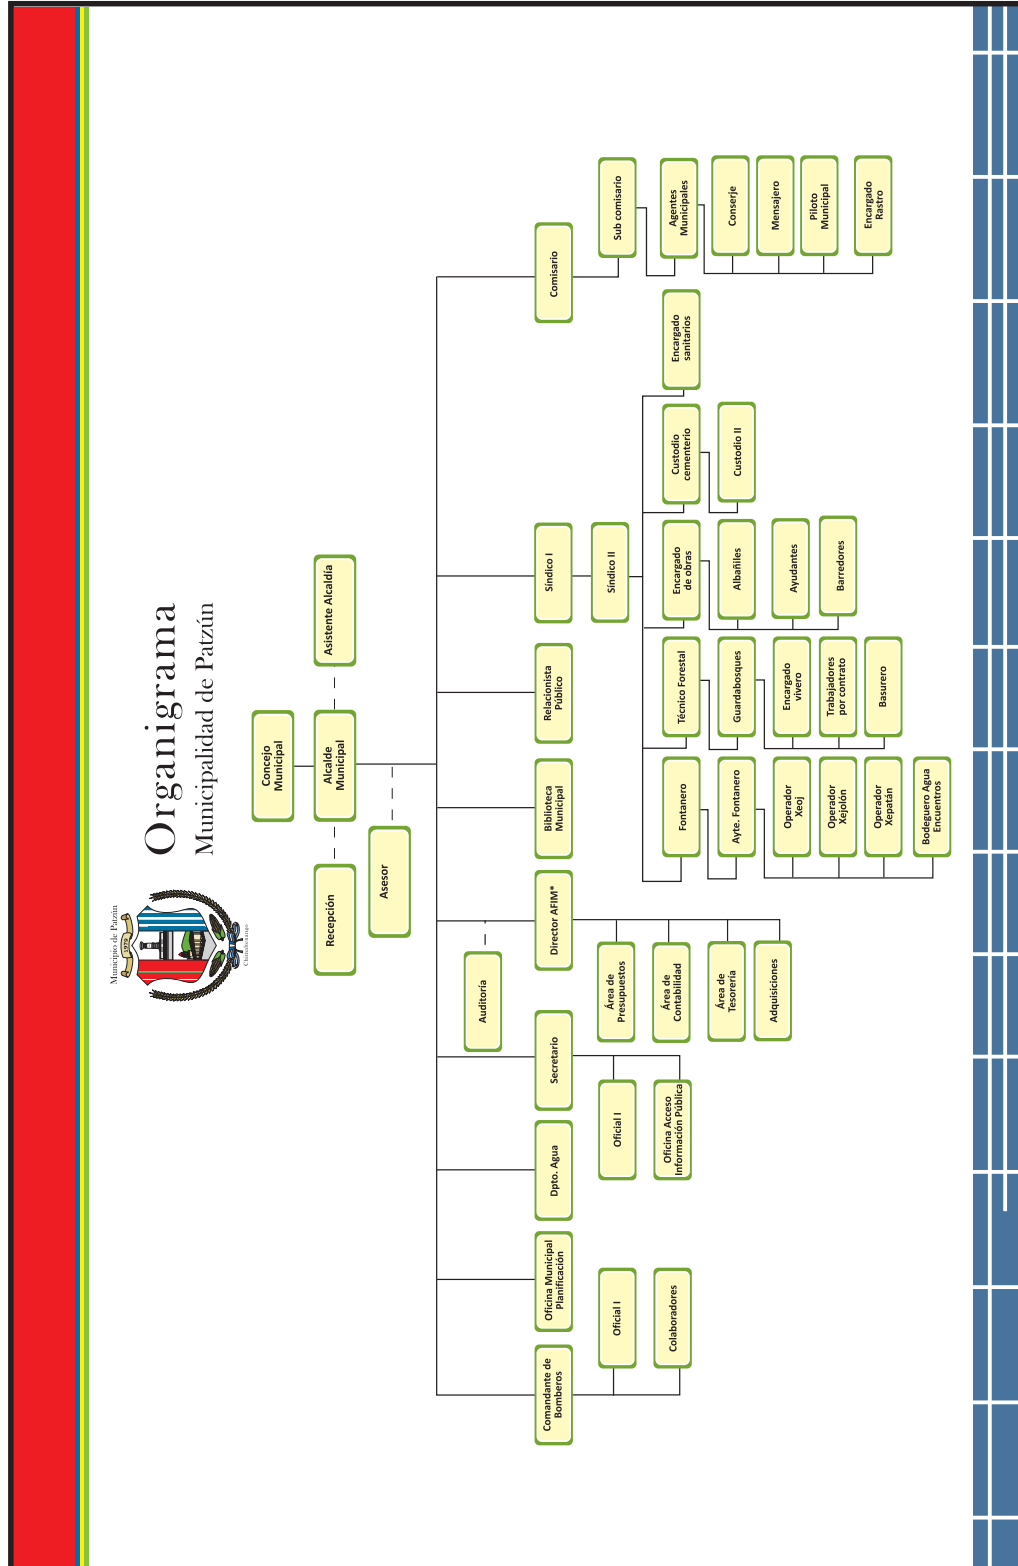 Organigrama
Municipalidad de Patzún
Municipio de Patzún
1979
Chimaltenango
Concejo
Municipal
Recepción
Alcalde
Municipal
Asistente Alcaldía
Asesor
Auditoría
Comandante de
Bomberos
Oficina Municipal
Planificación
Dpto. Agua
Secretario
Director AFIM*
Biblioteca
Municipal
Relacionista
Público
Síndico I
Comisario
Síndico II
Oficial I
Colaboradores
Oficial I
Oficina Acceso
Información Pública
Área de
Presupuestos
Área de
Contabilidad
Área de
Tesorería
Adquisiciones
Fontanero
Ayte. Fontanero
Operador
Xeoj
Operador
Xejolón
Operador
Xepatán
Bodeguero Agua
Encuentros
Técnico Forestal
Guardabosques
Encargado
vivero
Trabajadores
por contrato
Basurero
Encargado
de obras
Albañiles
Ayudantes
Barredores
Custodio
cementerio
Custodio II
Encargado
sanitarios
Sub comisario
Agentes
Municipales
Conserje
Mensajero
Piloto
Municipal
Encargado
Rastro